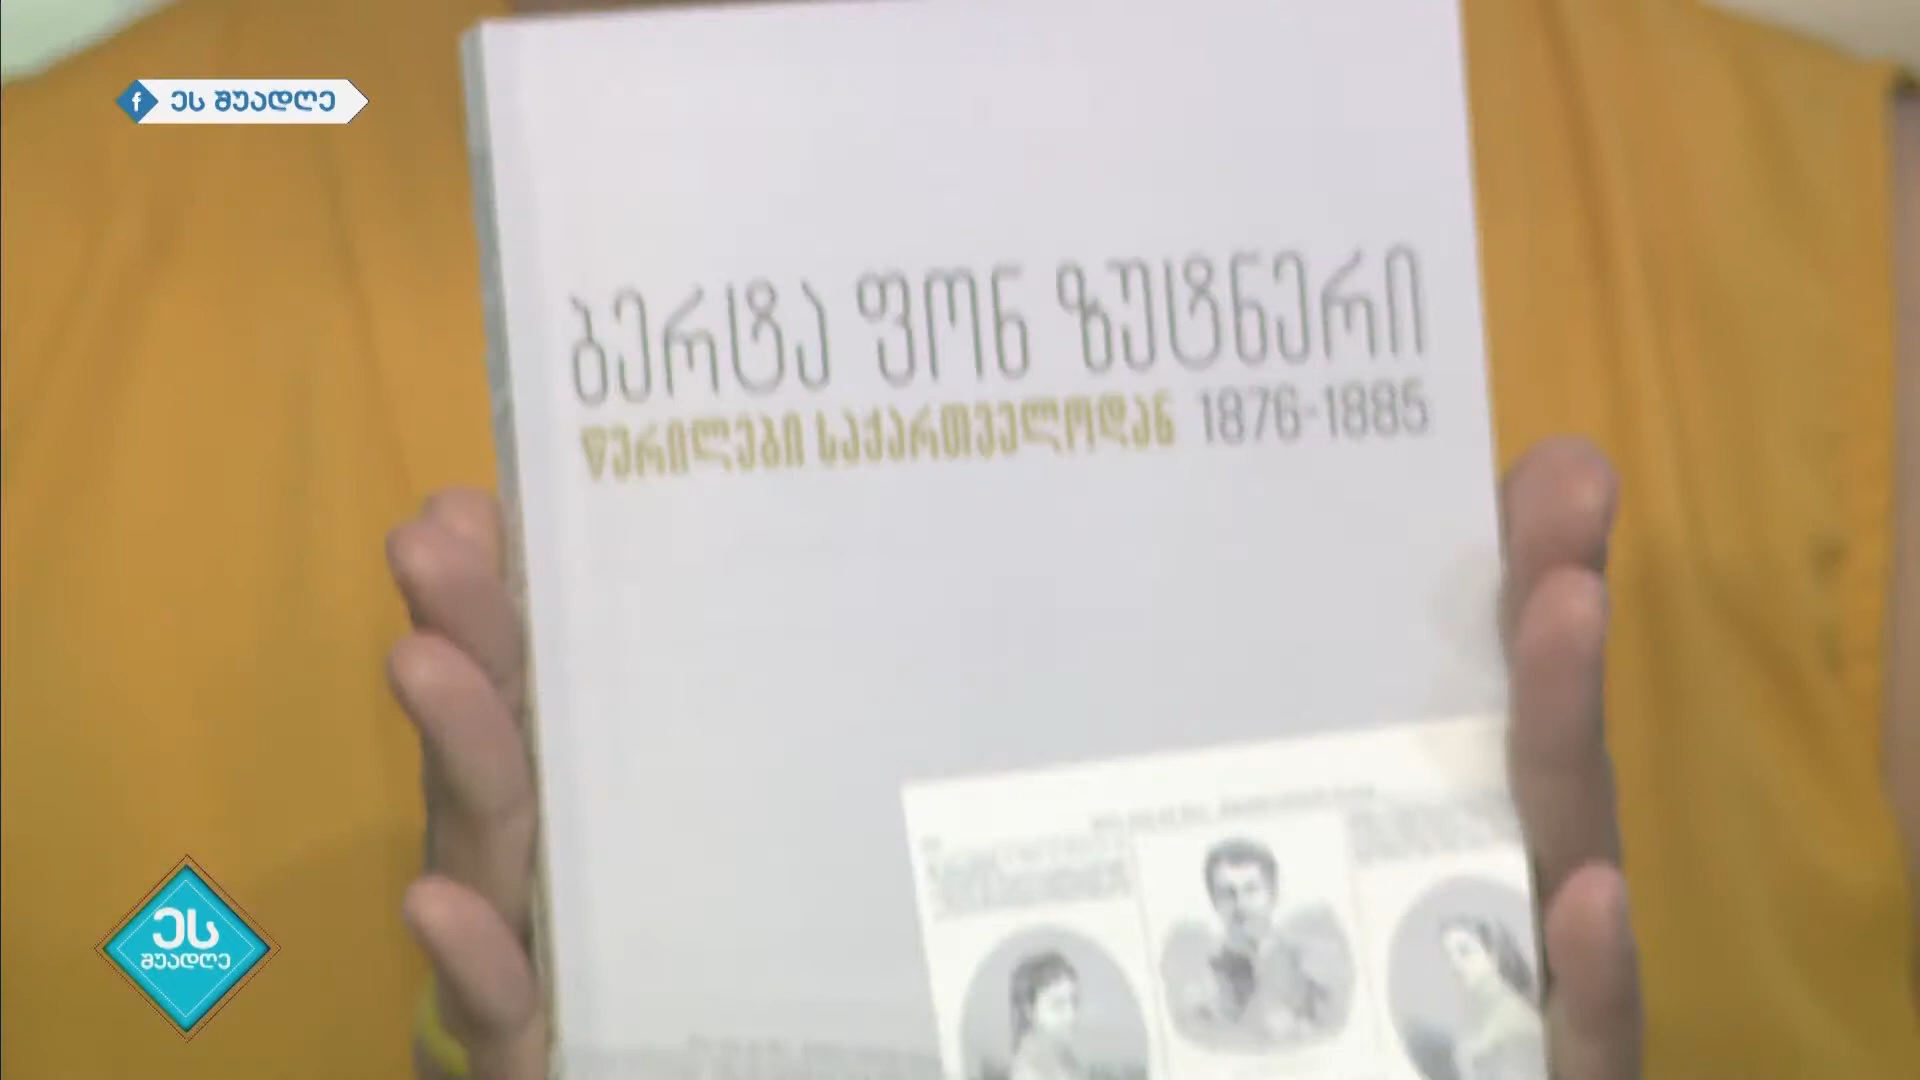 f ეს შუადღე
ბერტა ფონ ზუტნერი
წერილები საქართველოდან 1876-1885
ეს
შუადღე